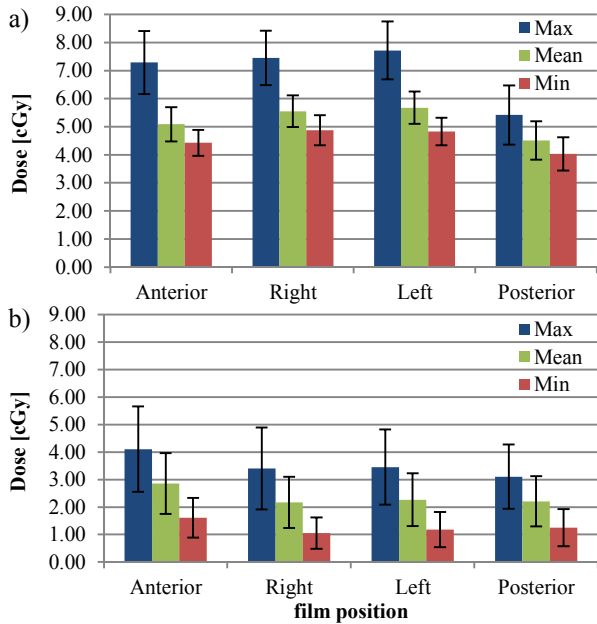 a)
Dose [cGy]
9.00
8.00
7.00
6.00
5.00
4.00
3.00
2.00
1.00
0.00
Max
Mean
Min
Anterior Right Left Posterior
b)
Dose [cGy]
9.00
8.00
7.00
6.00
5.00
4.00
3.00
2.00
1.00
0.00
Max
Mean
Min
Anterior Right Left Posterior
film position